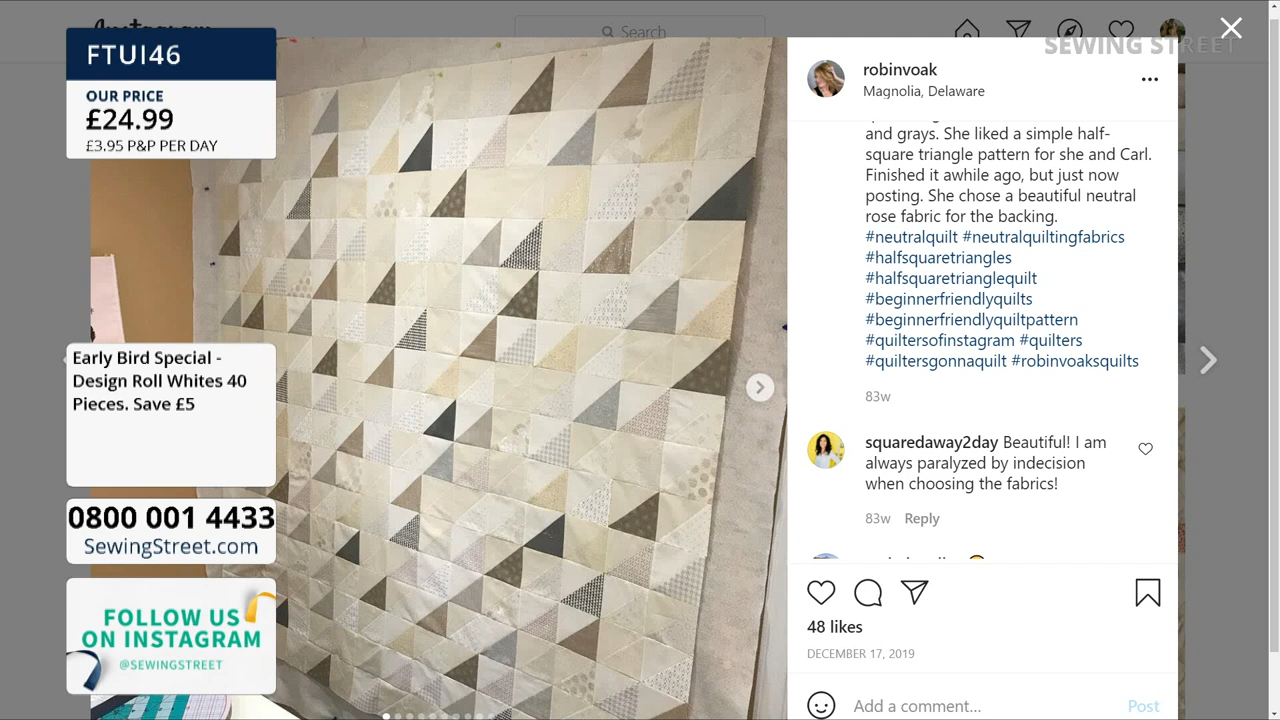 Instagram
Search
SEWING STREET
FTUI46
OUR PRICE
£24.99
£3.95 P&P PER DAY
Early Bird Special -
Design Roll Whites 40
Pieces. Save £5
0800 001 4433
SewingStreet.com
FOLLOW US
ON INSTAGRAM
@SEWINGSTREET
robinvoak
Magnolia, Delaware
and grays. She liked a simple half-
square triangle pattern for she and Carl.
Finished it awhile ago, but just now
posting. She chose a beautiful neutral
rose fabric for the backing.
#neutralquilt #neutralquiltingfabrics
#halfsquaretriangles
#halfsquaretrianglequilt
#beginnerfriendlyquilts
#beginnerfriendlyquiltpattern
#quiltersofinstagram #quilters
#quiltersgonnaquilt #robinvoaksquilts
83w
squaredaway2day Beautiful! I am
always paralyzed by indecision
when choosing the fabrics!
83w Reply
48 likes
DECEMBER 17, 2019
Add a comment...
Post